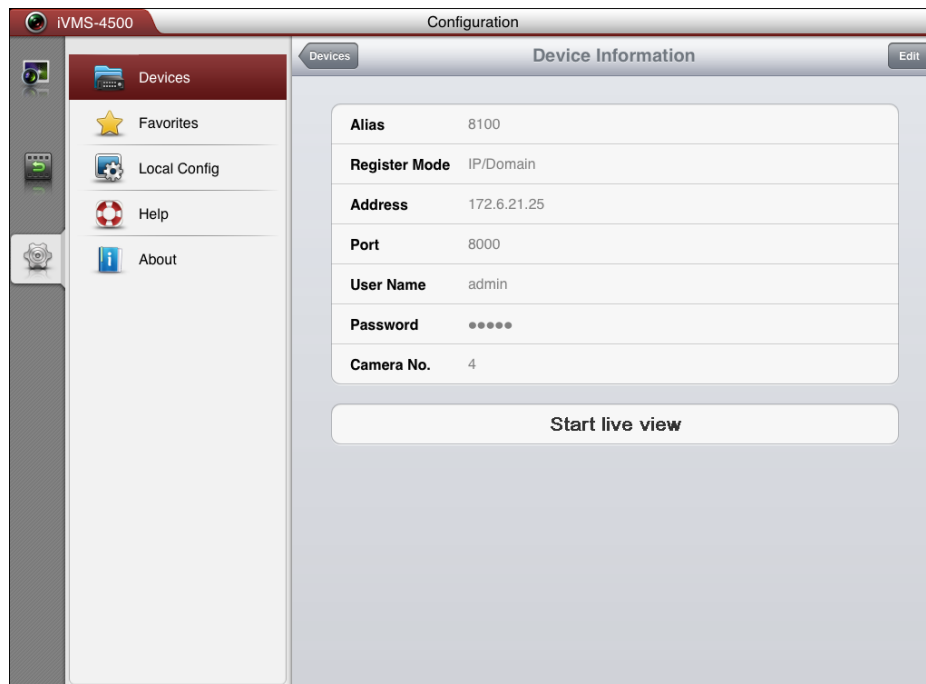 iVMS-4500
Configuration
Devices
Device Information
Edit
Devices
Favorites
Local Config
Help
About
Alias 8100
Register Mode IP/Domain
Address 172.6.21.25
Port 8000
User Name admin
Password ●●●●●
Camera No. 4
Start live view